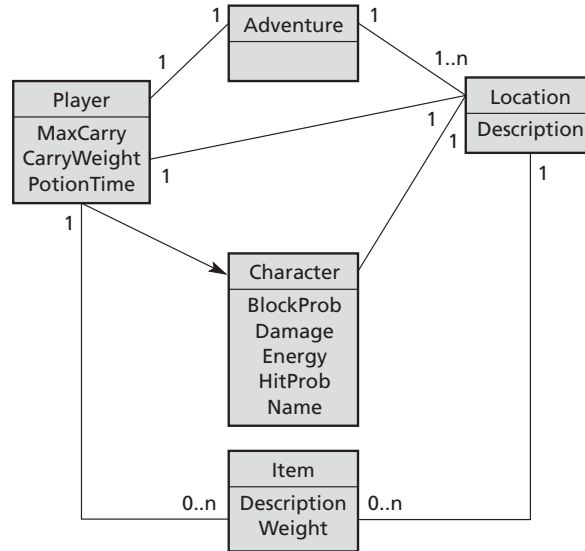 1
Adventure
1
1
1..n
Player
MaxCarry
CarryWeight
PotionTime
Location
Description
1
1
1
1
1
Character
BlockProb
Damage
Energy
HitProb
Name
Item
Description
Weight
0..n
0..n